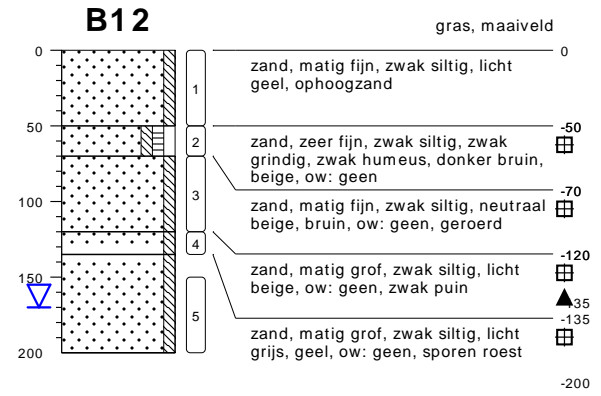 B12
gras, maaiveld
0
0
zand, matig fijn, zwak siltig, licht
geel, ophoogzand
1
50
-50
zand, zeer fijn, zwak siltig, zwak
grindig, zwak humeus, donker bruin,
beige, ow: geen
2
-70
zand, matig fijn, zwak siltig, neutraal
beige, bruin, ow: geen, geroerd
3
100
-120
zand, matig grof, zwak siltig, licht
beige, ow: geen, zwak puin
4
150
-135
zand, matig grof, zwak siltig, licht
grijs, geel, ow: geen, sporen roest
5
200
-200